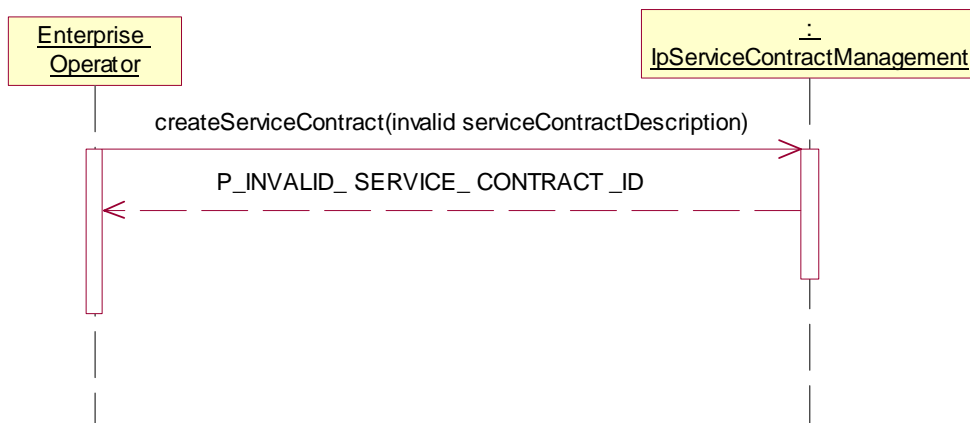 Enterprise
Operator
:
IpServiceContractManagement
createServiceContract(invalid serviceContractDescription)
P_INVALID_ SERVICE_ CONTRACT _ID